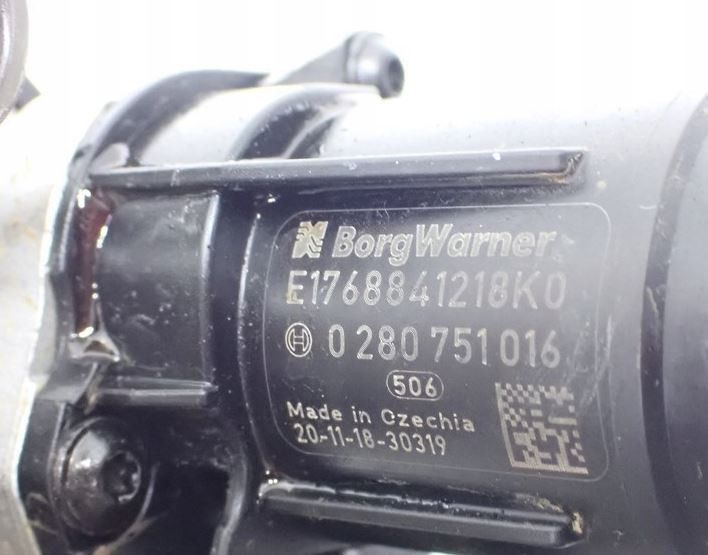 BorgWarner
E1768841218K0
0 280 751 016
506
Made in Czechia
20-11-18-30319